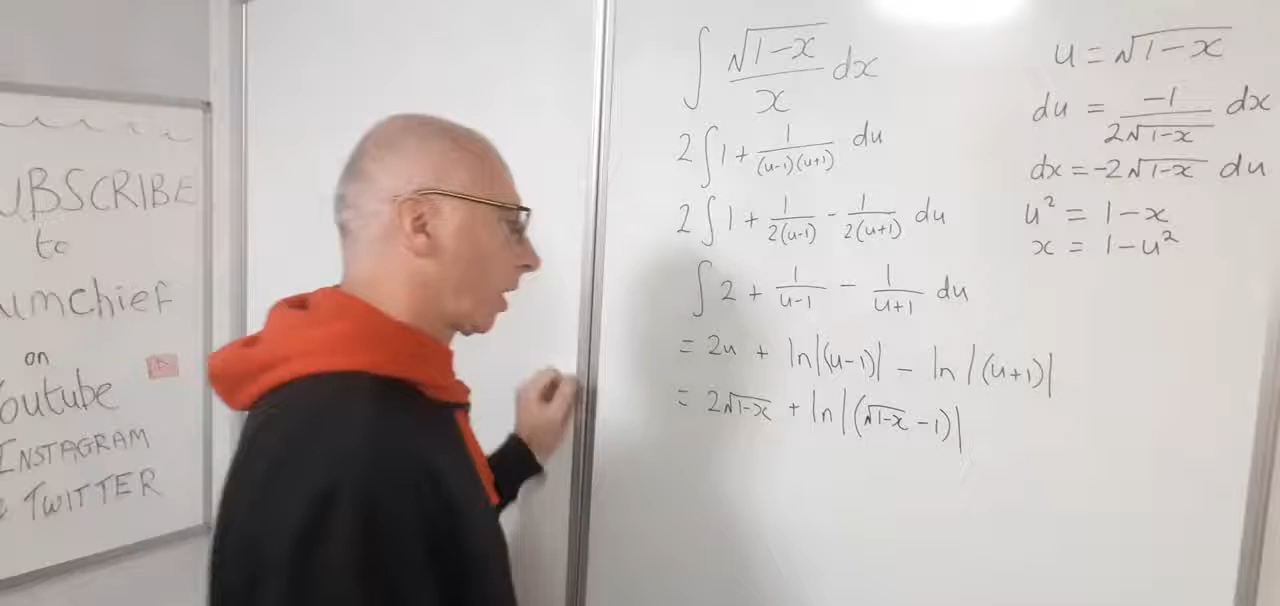 UBSCRIBE
to
umchief
on
Youtube
INSTAGRAM
TWITTER
∫ √(1-x)/x dx
2∫ 1 + 1/((u-1)(u+1)) du
2∫ 1 + 1/(2(u-1)) - 1/(2(u+1)) du
∫ 2 + 1/(u-1) - 1/(u+1) du
= 2u + ln|(u-1)| - ln|(u+1)|
= 2√(1-x) + ln|(√(1-x) -1)|
u = √(1-x)
du = -1/(2√(1-x)) dx
dx = -2√(1-x) du
u² = 1-x
x = 1-u²